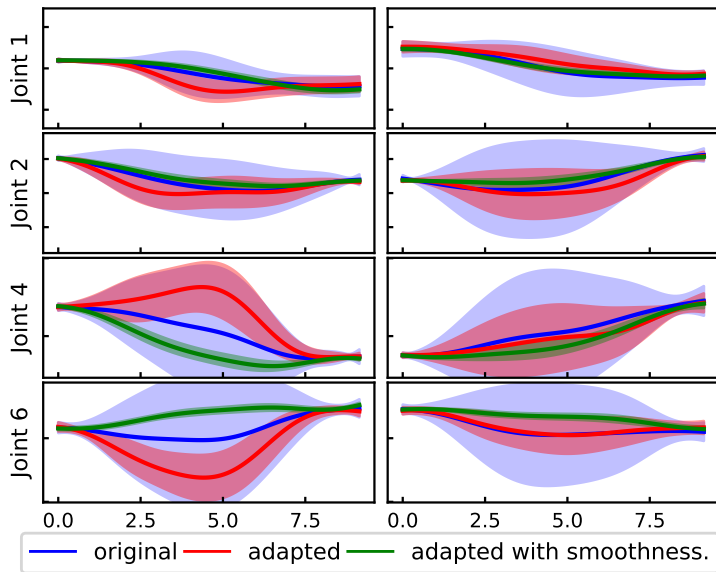 Joint 1
Joint 2
Joint 4
Joint 6
0.0 2.5 5.0 7.5 0.0 2.5 5.0 7.5
original adapted adapted with smoothness.